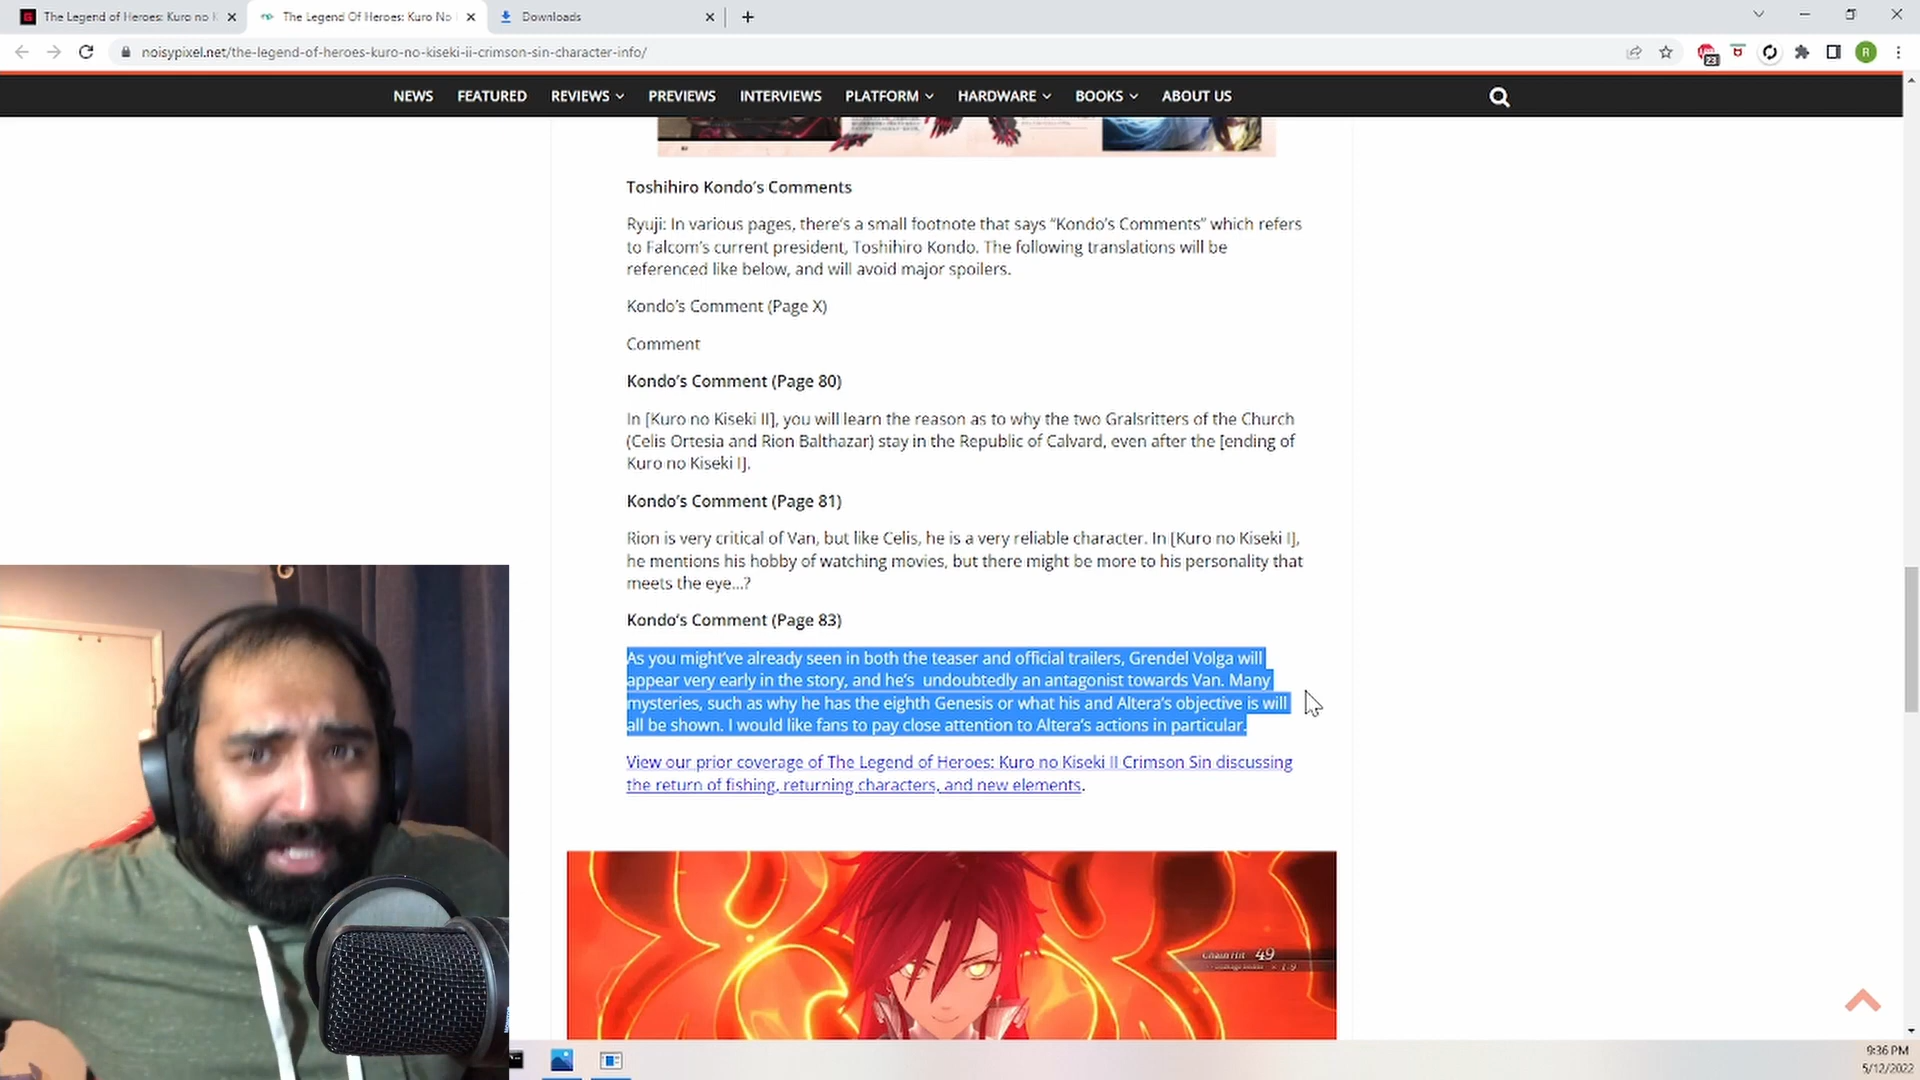 The Legend of Heroes: Kuro no K
The Legend Of Heroes: Kuro No
Downloads
noisypixel.net/the-legend-of-heroes-kuro-no-kiseki-ii-crimson-sin-character-info/
23
R
NEWS FEATURED REVIEWS PREVIEWS INTERVIEWS PLATFORM HARDWARE BOOKS ABOUT US
Toshihiro Kondo's Comments
Ryuji: In various pages, there's a small footnote that says “Kondo's Comments” which refers
to Falcom's current president, Toshihiro Kondo. The following translations will be
referenced like below, and will avoid major spoilers.
Kondo's Comment (Page X)
Comment
Kondo's Comment (Page 80)
In [Kuro no Kiseki II], you will learn the reason as to why the two Gralsritters of the Church
(Celis Ortesia and Rion Balthazar) stay in the Republic of Calvard, even after the [ending of
Kuro no Kiseki I].
Kondo's Comment (Page 81)
Rion is very critical of Van, but like Celis, he is a very reliable character. In [Kuro no Kiseki I],
he mentions his hobby of watching movies, but there might be more to his personality that
meets the eye...?
Kondo's Comment (Page 83)
As you might've already seen in both the teaser and official trailers, Grendel Volga will
appear very early in the story, and he's undoubtedly an antagonist towards Van. Many
mysteries, such as why he has the eighth Genesis or what his and Altera's objective is will
all be shown. I would like fans to pay close attention to Altera's actions in particular.
View our prior coverage of The Legend of Heroes: Kuro no Kiseki II Crimson Sin discussing
the return of fishing, returning characters, and new elements.
Chain Hit 49
9:36 PM
5/12/2022